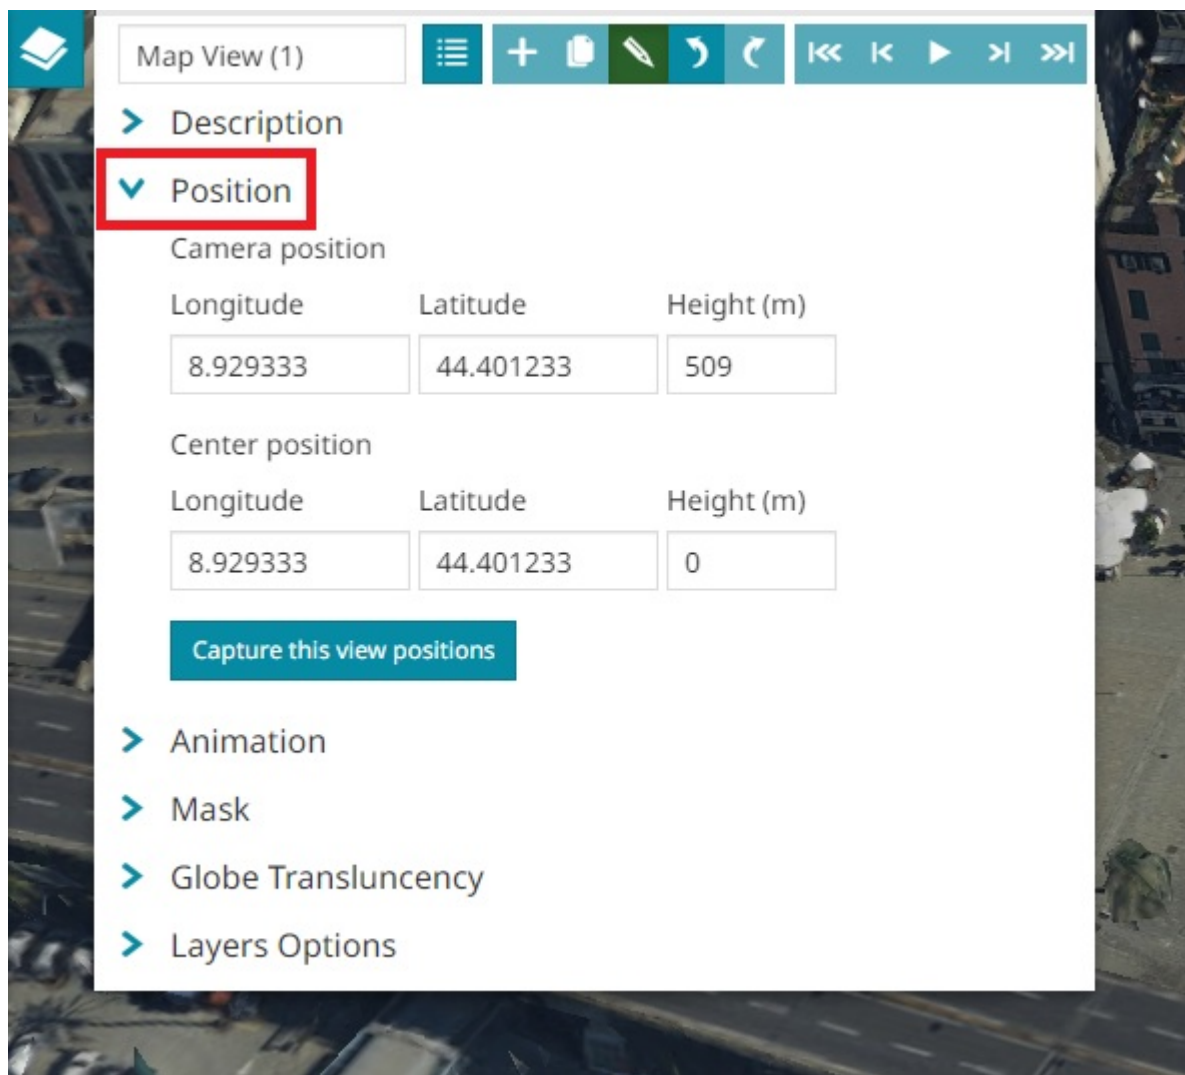 Map View (1)
Description
Position
Camera position
Longitude Latitude Height (m)
8.929333 44.401233 509
Center position
Longitude Latitude Height (m)
8.929333 44.401233 0
Capture this view positions
Animation
Mask
Globe Transluncency
Layers Options